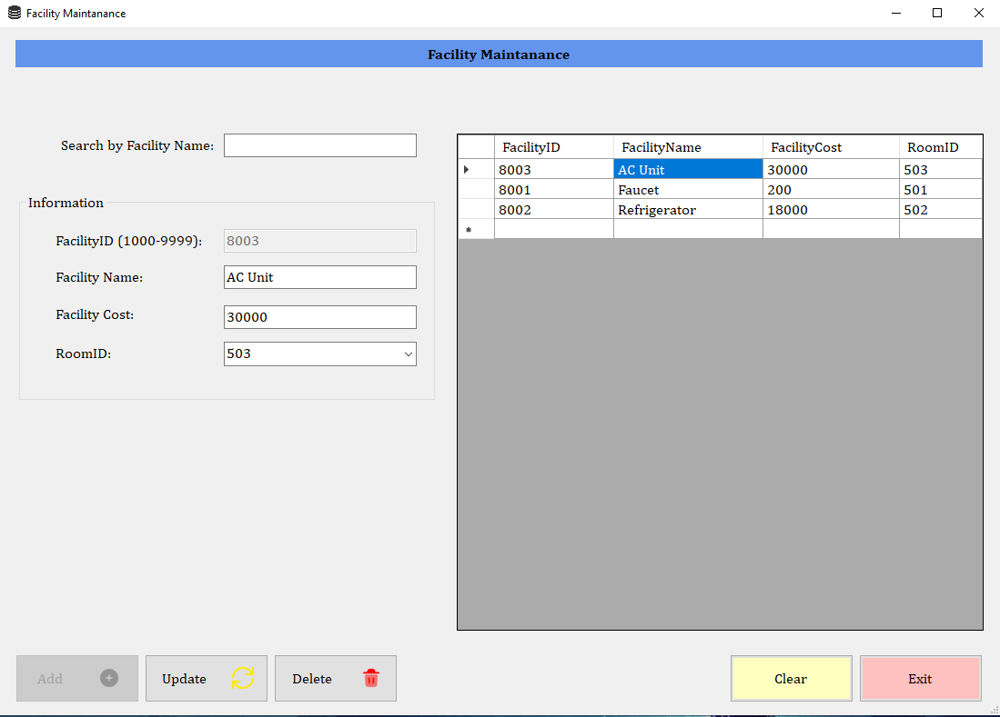 Facility Maintanance
Facility Maintanance
Search by Facility Name:
Information
FacilityID (1000-9999): 8003
Facility Name: AC Unit
Facility Cost: 30000
RoomID: 503
FacilityID FacilityName FacilityCost RoomID
8003 AC Unit 30000 503
8001 Faucet 200 501
8002 Refrigerator 18000 502
Add Update Delete Clear Exit